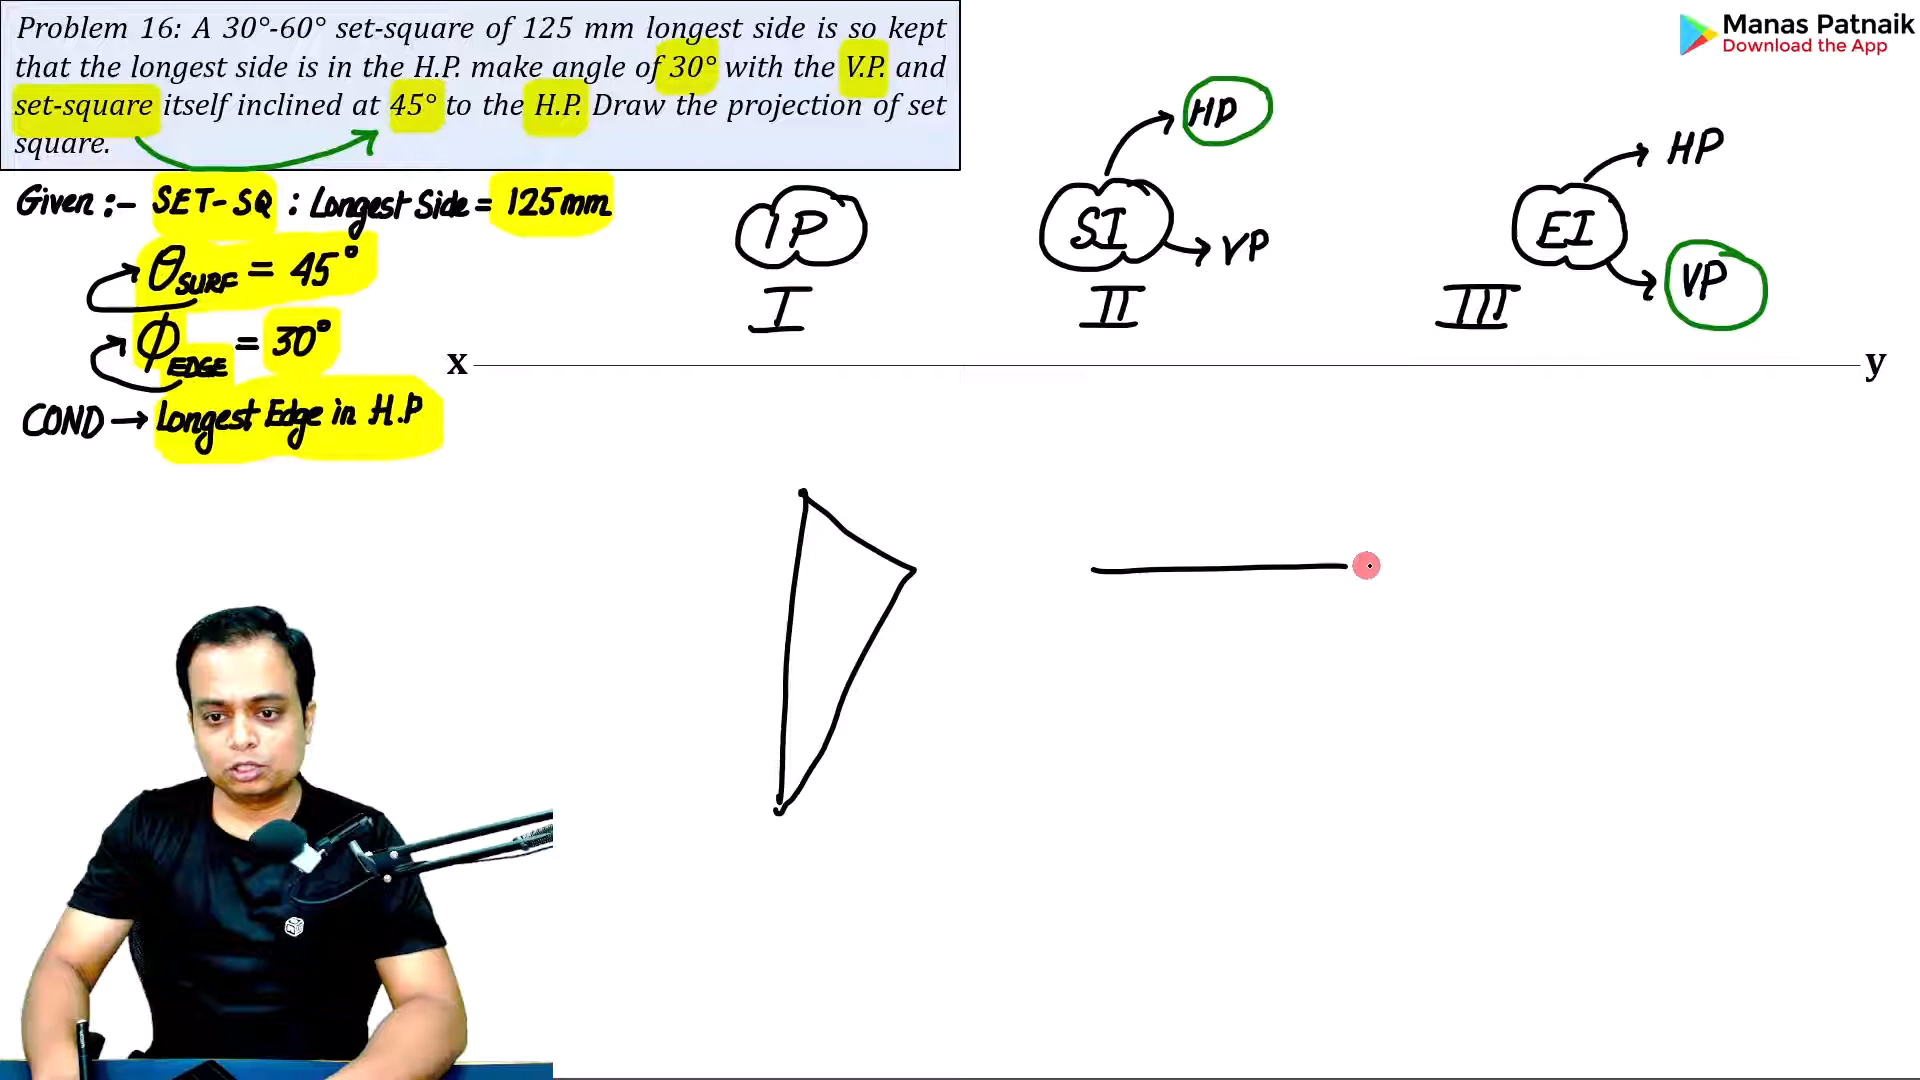 Problem 16: A 30°-60° set-square of 125 mm longest side is so kept
that the longest side is in the H.P. make angle of 30° with the V.P. and
set-square itself inclined at 45° to the H.P. Draw the projection of set
square.
Manas Patnaik
Download the App
Given :- SET-SQ : Longest Side = 125mm
θSURF = 45°
ϕEDGE = 30°
COND → Longest Edge in H.P
IP
I
HP
SI
VP
II
HP
EI
VP
III
x
y